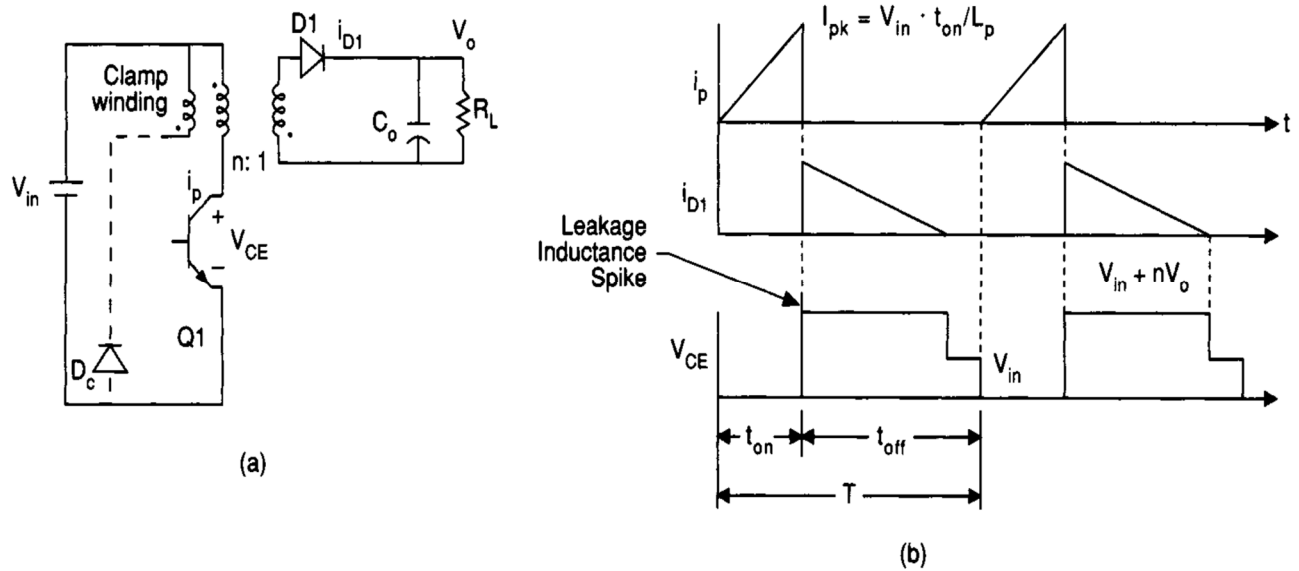 Clamp
winding
D1
i_D1
V_o
C_o
R_L
n: 1
V_in
i_p
+
V_CE
−
Q1
D_c
(a)
I_pk = V_in · t_on/L_p
i_p
t
i_D1
Leakage
Inductance
Spike
V_in + nV_o
V_CE
V_in
t_on
t_off
T
(b)